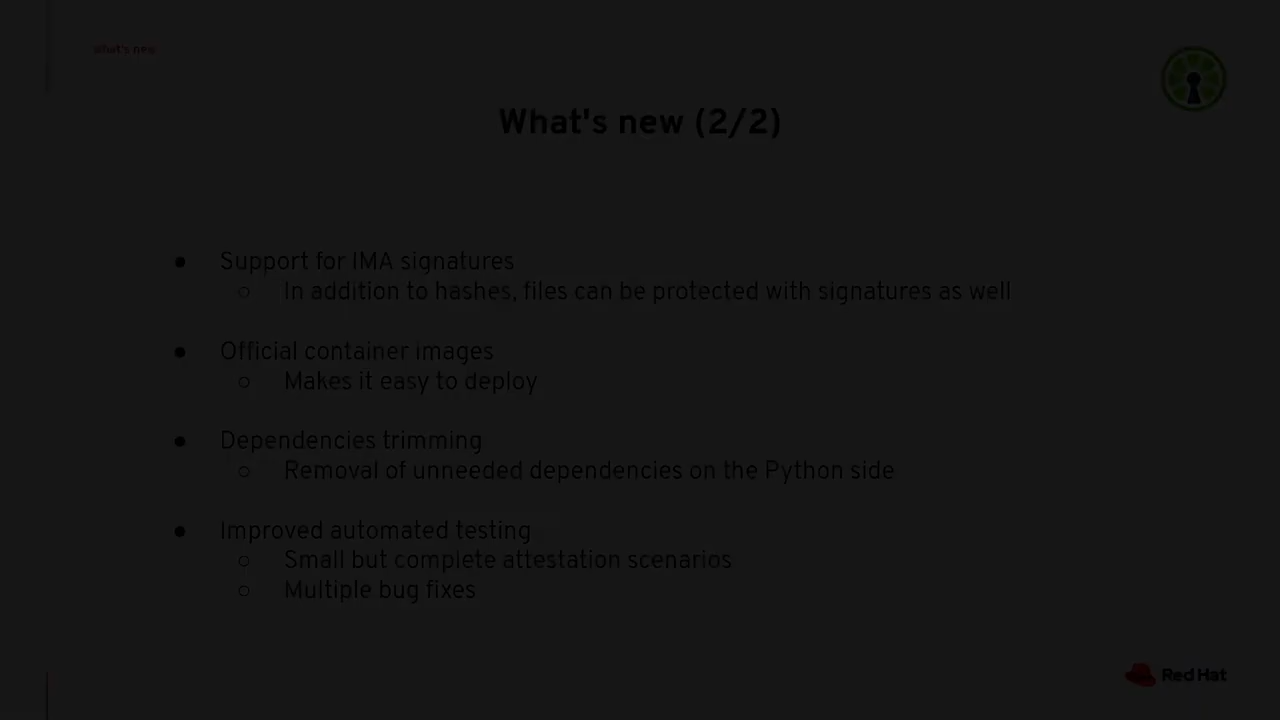 what's new
What's new (2/2)
● Support for IMA signatures
○ In addition to hashes, files can be protected with signatures as well
● Official container images
○ Makes it easy to deploy
● Dependencies trimming
○ Removal of unneeded dependencies on the Python side
● Improved automated testing
○ Small but complete attestation scenarios
○ Multiple bug fixes
Red Hat